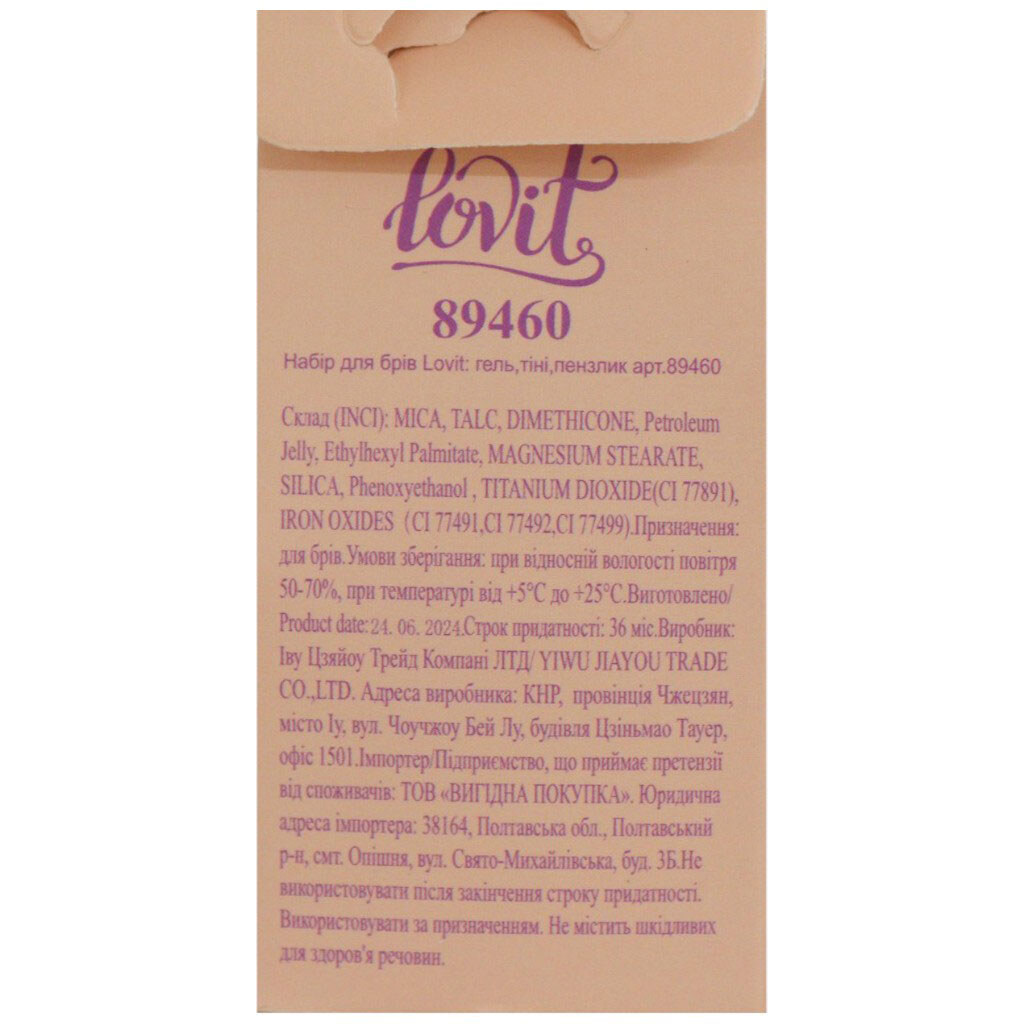 lovit
89460
Набір для брів Lovit: гель,тіні,пензлик арт.89460
Склад (INCI): MICA, TALC, DIMETHICONE, Petroleum
Jelly, Ethylhexyl Palmitate, MAGNESIUM STEARATE,
SILICA, Phenoxyethanol , TITANIUM DIOXIDE(CI 77891),
IRON OXIDES (CI 77491,CI 77492,CI 77499).Призначення:
для брів.Умови зберігання: при відносній вологості повітря
50-70%, при температурі від +5°C до +25°C.Виготовлено/
Product date:24. 06. 2024.Строк придатності: 36 міс.Виробник:
Іву Цзяйоу Трейд Компані ЛТД/ YIWU JIAYOU TRADE
CO.,LTD. Адреса виробника: КНР, провінція Чжецзян,
місто Іу, вул. Чоучжоу Бей Лу, будівля Цзіньмао Тауер,
офіс 1501.Імпортер/Підприємство, що приймає претензії
від споживачів: ТОВ «ВИГІДНА ПОКУПКА». Юридична
адреса імпортера: 38164, Полтавська обл., Полтавський
р-н, смт. Опішня, вул. Свято-Михайлівська, буд. 3Б.Не
використовувати після закінчення строку придатності.
Використовувати за призначенням. Не містить шкідливих
для здоров'я речовин.